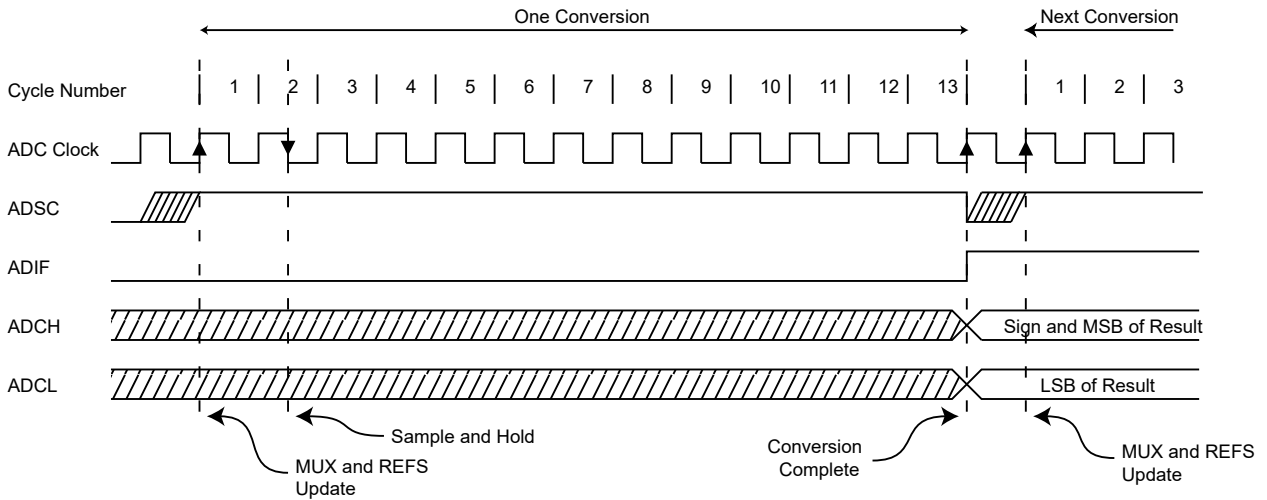 One Conversion
Next Conversion
Cycle Number 1 2 3 4 5 6 7 8 9 10 11 12 13 1 2 3
ADC Clock
ADSC
ADIF
ADCH
Sign and MSB of Result
ADCL
LSB of Result
Sample and Hold
MUX and REFS
Update
Conversion
Complete
MUX and REFS
Update